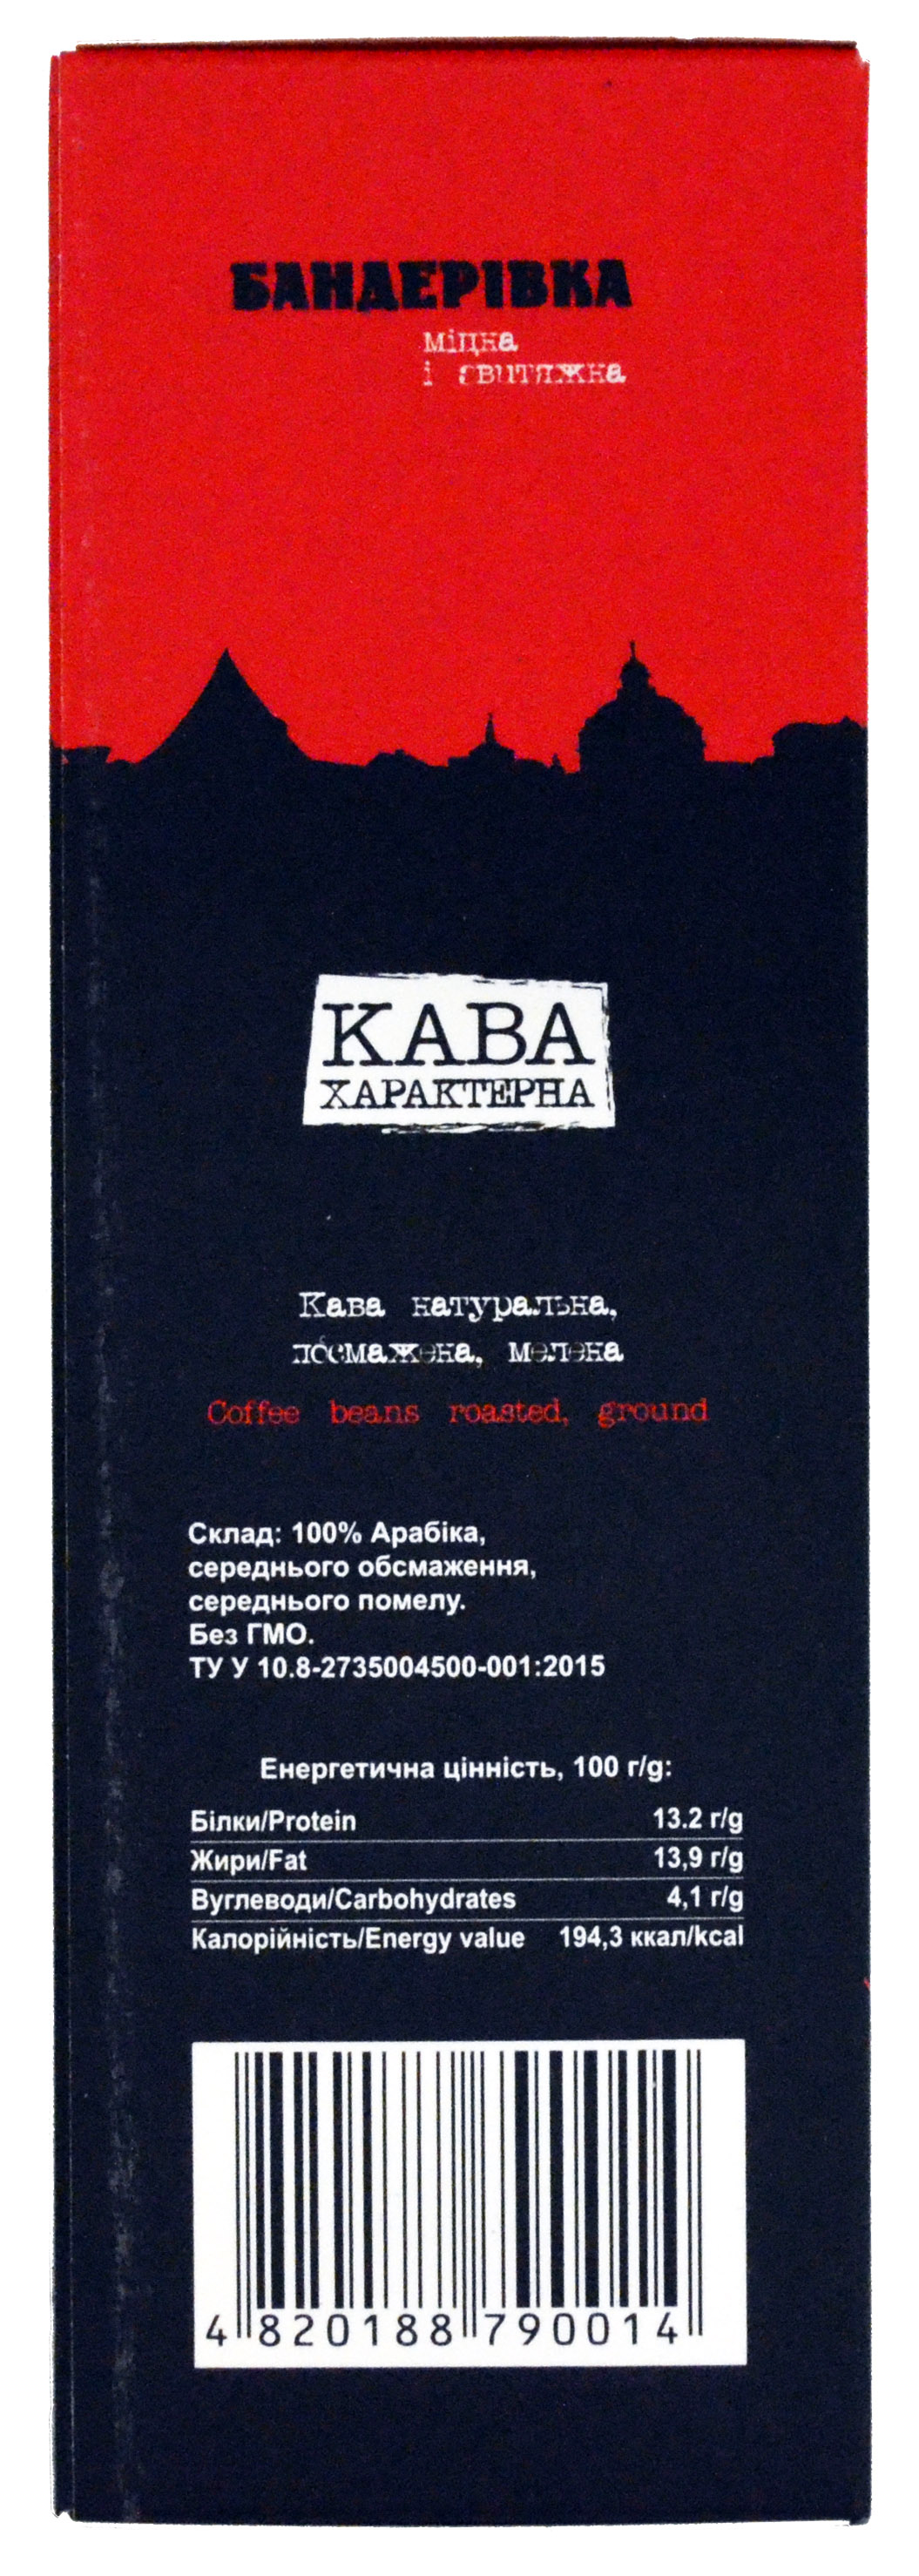 БАНДЕРІВКА
міцна
і звитяжна
КАВА
ХАРАКТЕРНА
Кава натуральна,
обсмажена, мелена
Coffee beans roasted, ground
Склад: 100% Арабіка,
середнього обсмаження,
середнього помелу.
Без ГМО.
ТУ У 10.8-2735004500-001:2015
Енергетична цінність, 100 г/g:
Білки/Protein 13.2 г/g
Жири/Fat 13,9 г/g
Вуглеводи/Carbohydrates 4,1 г/g
Калорійність/Energy value 194,3 ккал/kcal
4 820188 790014